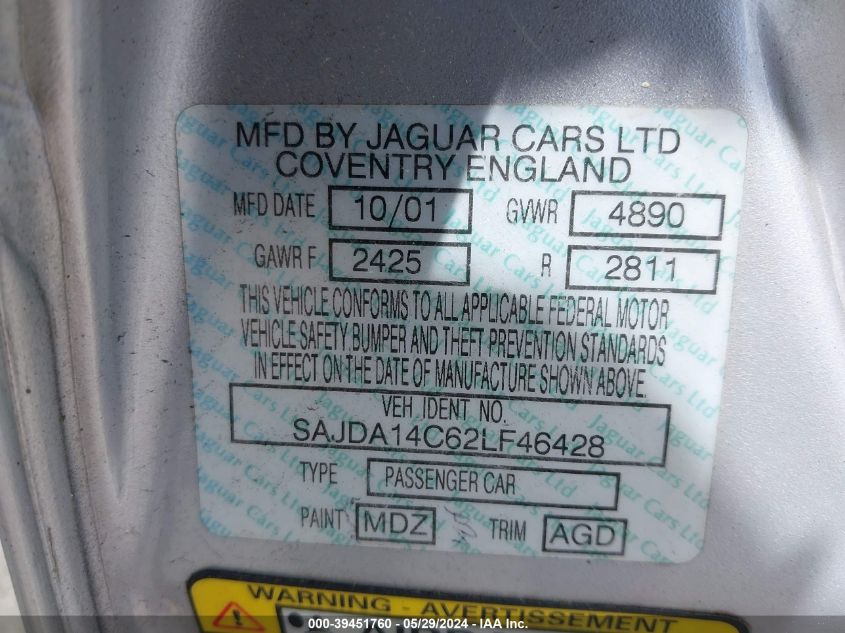 MFD BY JAGUAR CARS LTD
COVENTRY ENGLAND
MFD DATE 10/01 GVWR 4890
GAWR F 2425 R 2811
THIS VEHICLE CONFORMS TO ALL APPLICABLE FEDERAL MOTOR
VEHICLE SAFETY BUMPER AND THEFT PREVENTION STANDARDS
IN EFFECT ON THE DATE OF MANUFACTURE SHOWN ABOVE.
VEH. IDENT NO.
SAJDA14C62LF46428
TYPE PASSENGER CAR
PAINT MDZ TRIM AGD
WARNING - AVERTISSEMENT
000-39451760 - 05/29/2024 - IAA Inc.